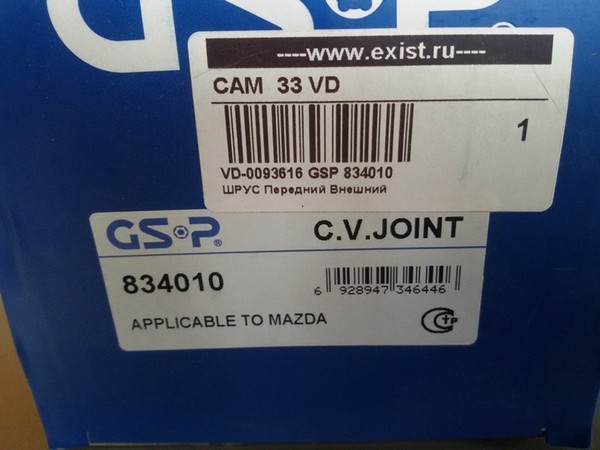 GSP
----www.exist.ru----
CAM 33 VD
1
VD-0093616 GSP 834010
ШРУС Передний Внешний
GSP® C.V.JOINT
834010
6 928947 346446
APPLICABLE TO MAZDA